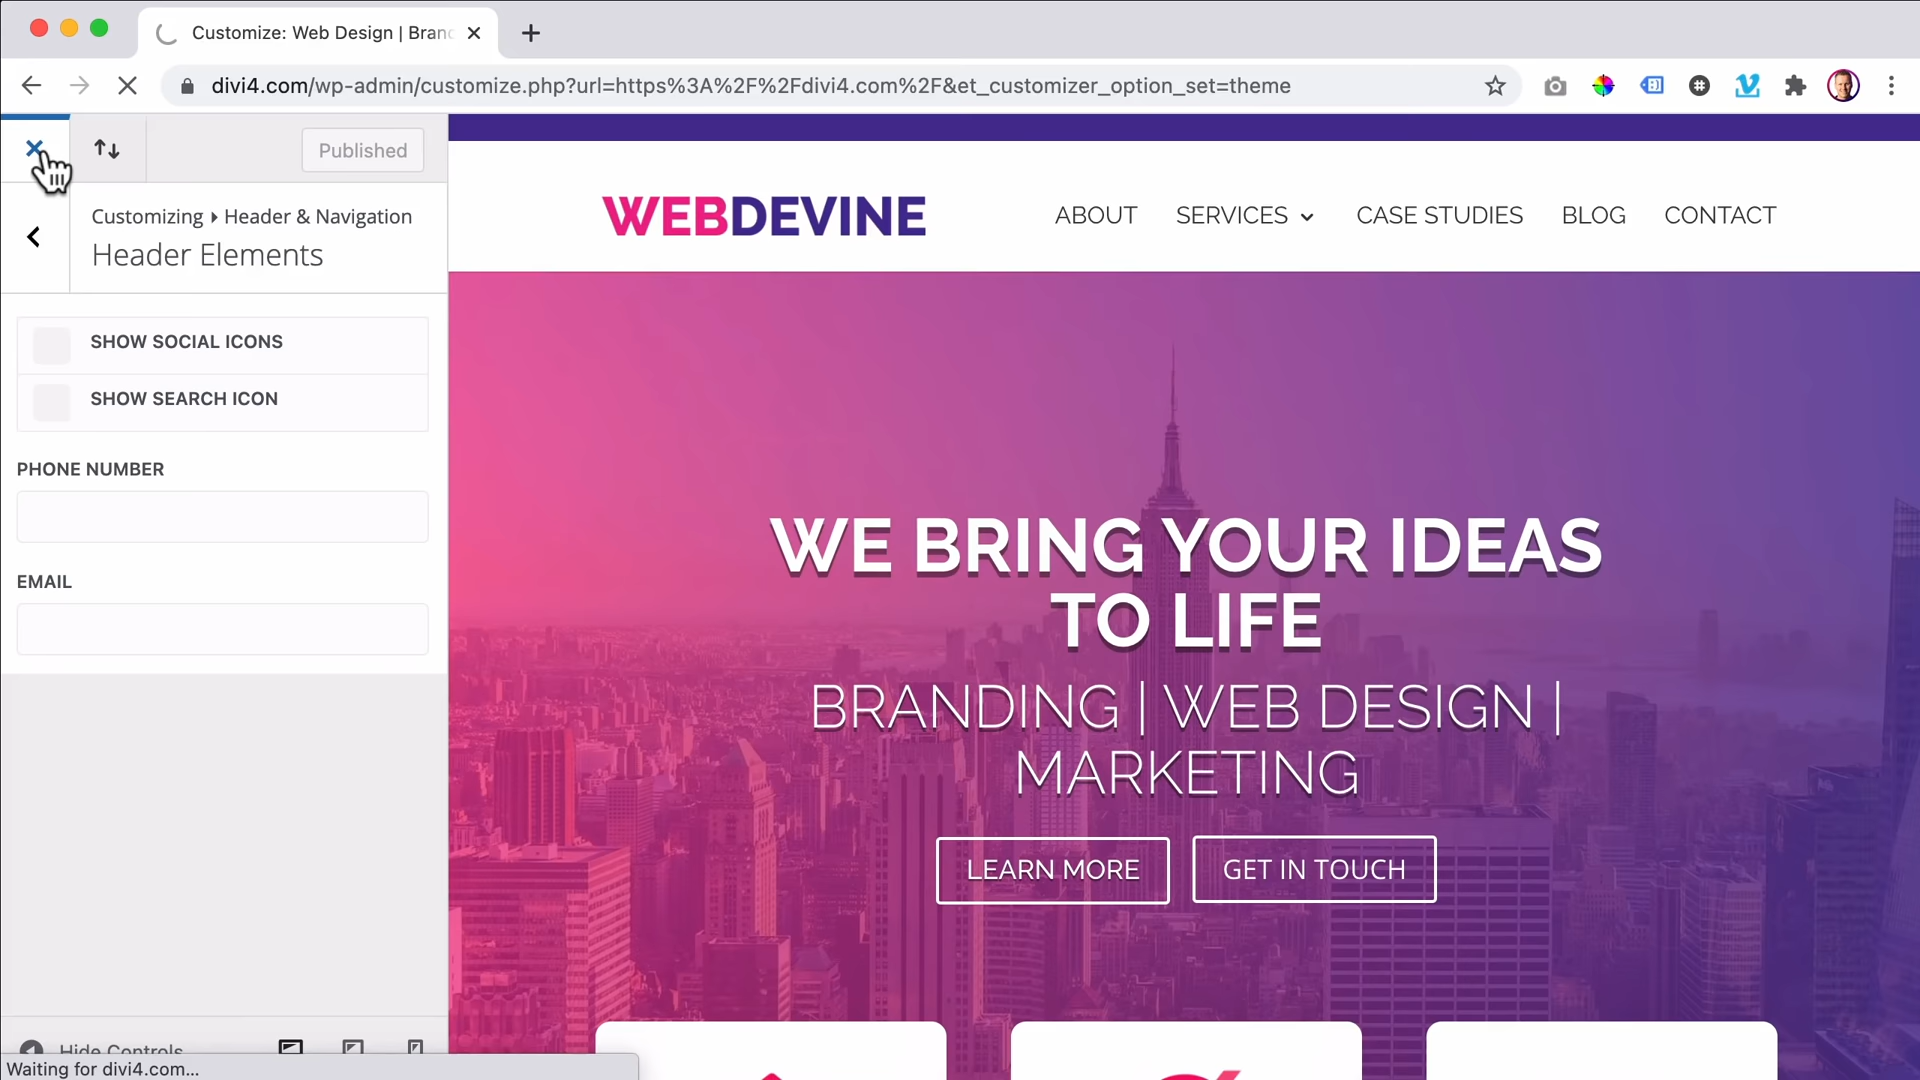 Customize: Web Design | Bran
divi4.com/wp-admin/customize.php?url=https%3A%2F%2Fdivi4.com%2F&et_customizer_option_set=theme
Published
Customizing Header & Navigation
Header Elements
SHOW SOCIAL ICONS
SHOW SEARCH ICON
PHONE NUMBER
EMAIL
Hide Controls
Waiting for divi4.com...
WEBDEVINE
ABOUT SERVICES CASE STUDIES BLOG CONTACT
WE BRING YOUR IDEAS
TO LIFE
BRANDING | WEB DESIGN |
MARKETING
LEARN MORE GET IN TOUCH